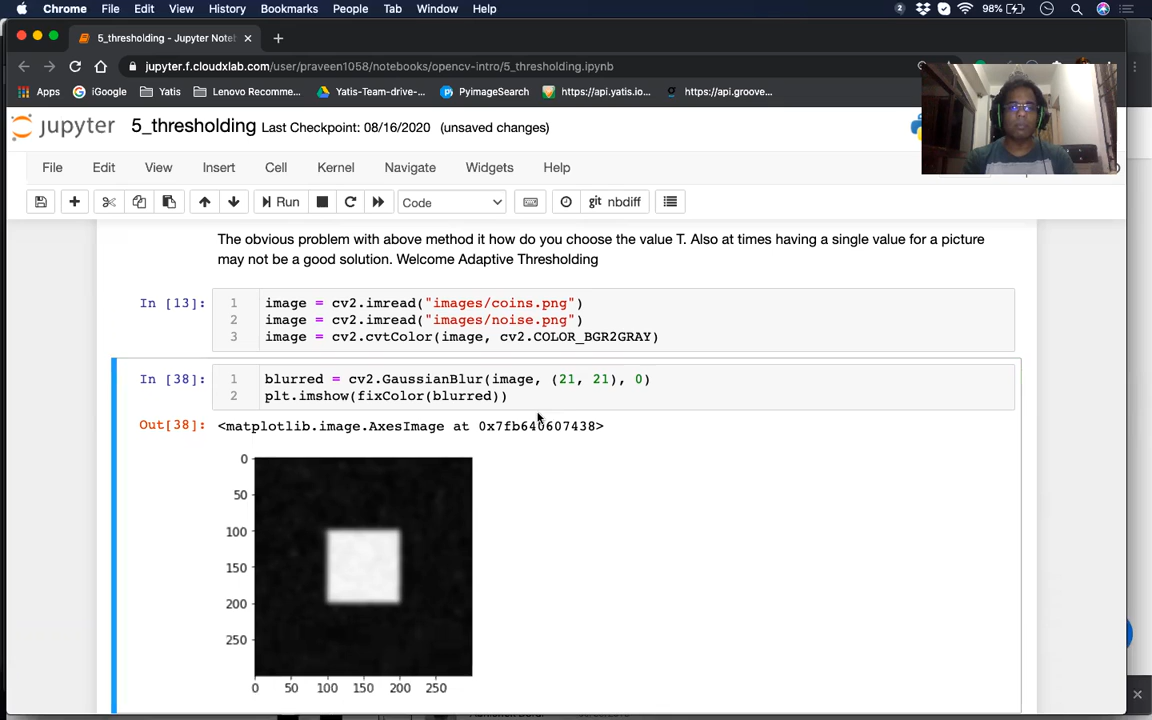 Chrome File Edit View History Bookmarks People Tab Window Help 2 98%
5_thresholding - Jupyter Note
jupyter.f.cloudxlab.com/user/praveen1058/notebooks/opencv-intro/5_thresholding.ipynb
Apps iGoogle Yatis Lenovo Recomme... Yatis-Team-drive-... PyimageSearch https://api.yatis.io... https://api.groove...
jupyter 5_thresholding Last Checkpoint: 08/16/2020 (unsaved changes)
File Edit View Insert Cell Kernel Navigate Widgets Help
Run Code git nbdiff
The obvious problem with above method it how do you choose the value T. Also at times having a single value for a picture
may not be a good solution. Welcome Adaptive Thresholding
In [13]: 1 image = cv2.imread("images/coins.png")
2 image = cv2.imread("images/noise.png")
3 image = cv2.cvtColor(image, cv2.COLOR_BGR2GRAY)
In [38]: 1 blurred = cv2.GaussianBlur(image, (21, 21), 0)
2 plt.imshow(fixColor(blurred))
Out[38]: <matplotlib.image.AxesImage at 0x7fb640607438>
0
50
100
150
200
250
0 50 100 150 200 250